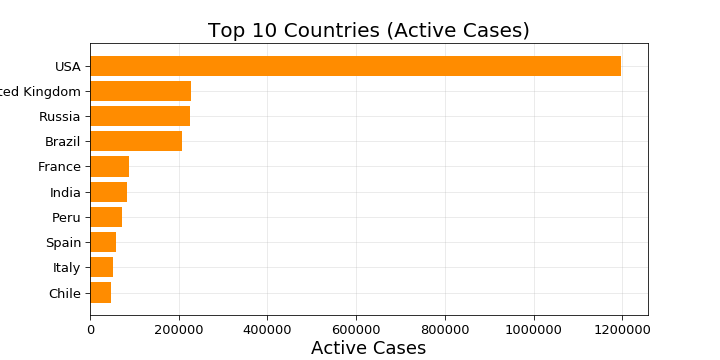 Top 10 Countries (Active Cases)
USA
ted Kingdom
Russia
Brazil
France
India
Peru
Spain
Italy
Chile
0 200000 400000 600000 800000 1000000 1200000
Active Cases